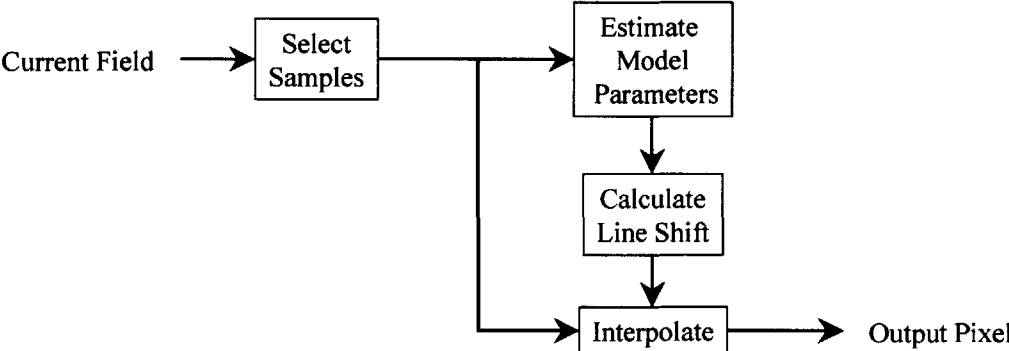 Current Field
Select
Samples
Estimate
Model
Parameters
Calculate
Line Shift
Interpolate
Output Pixel